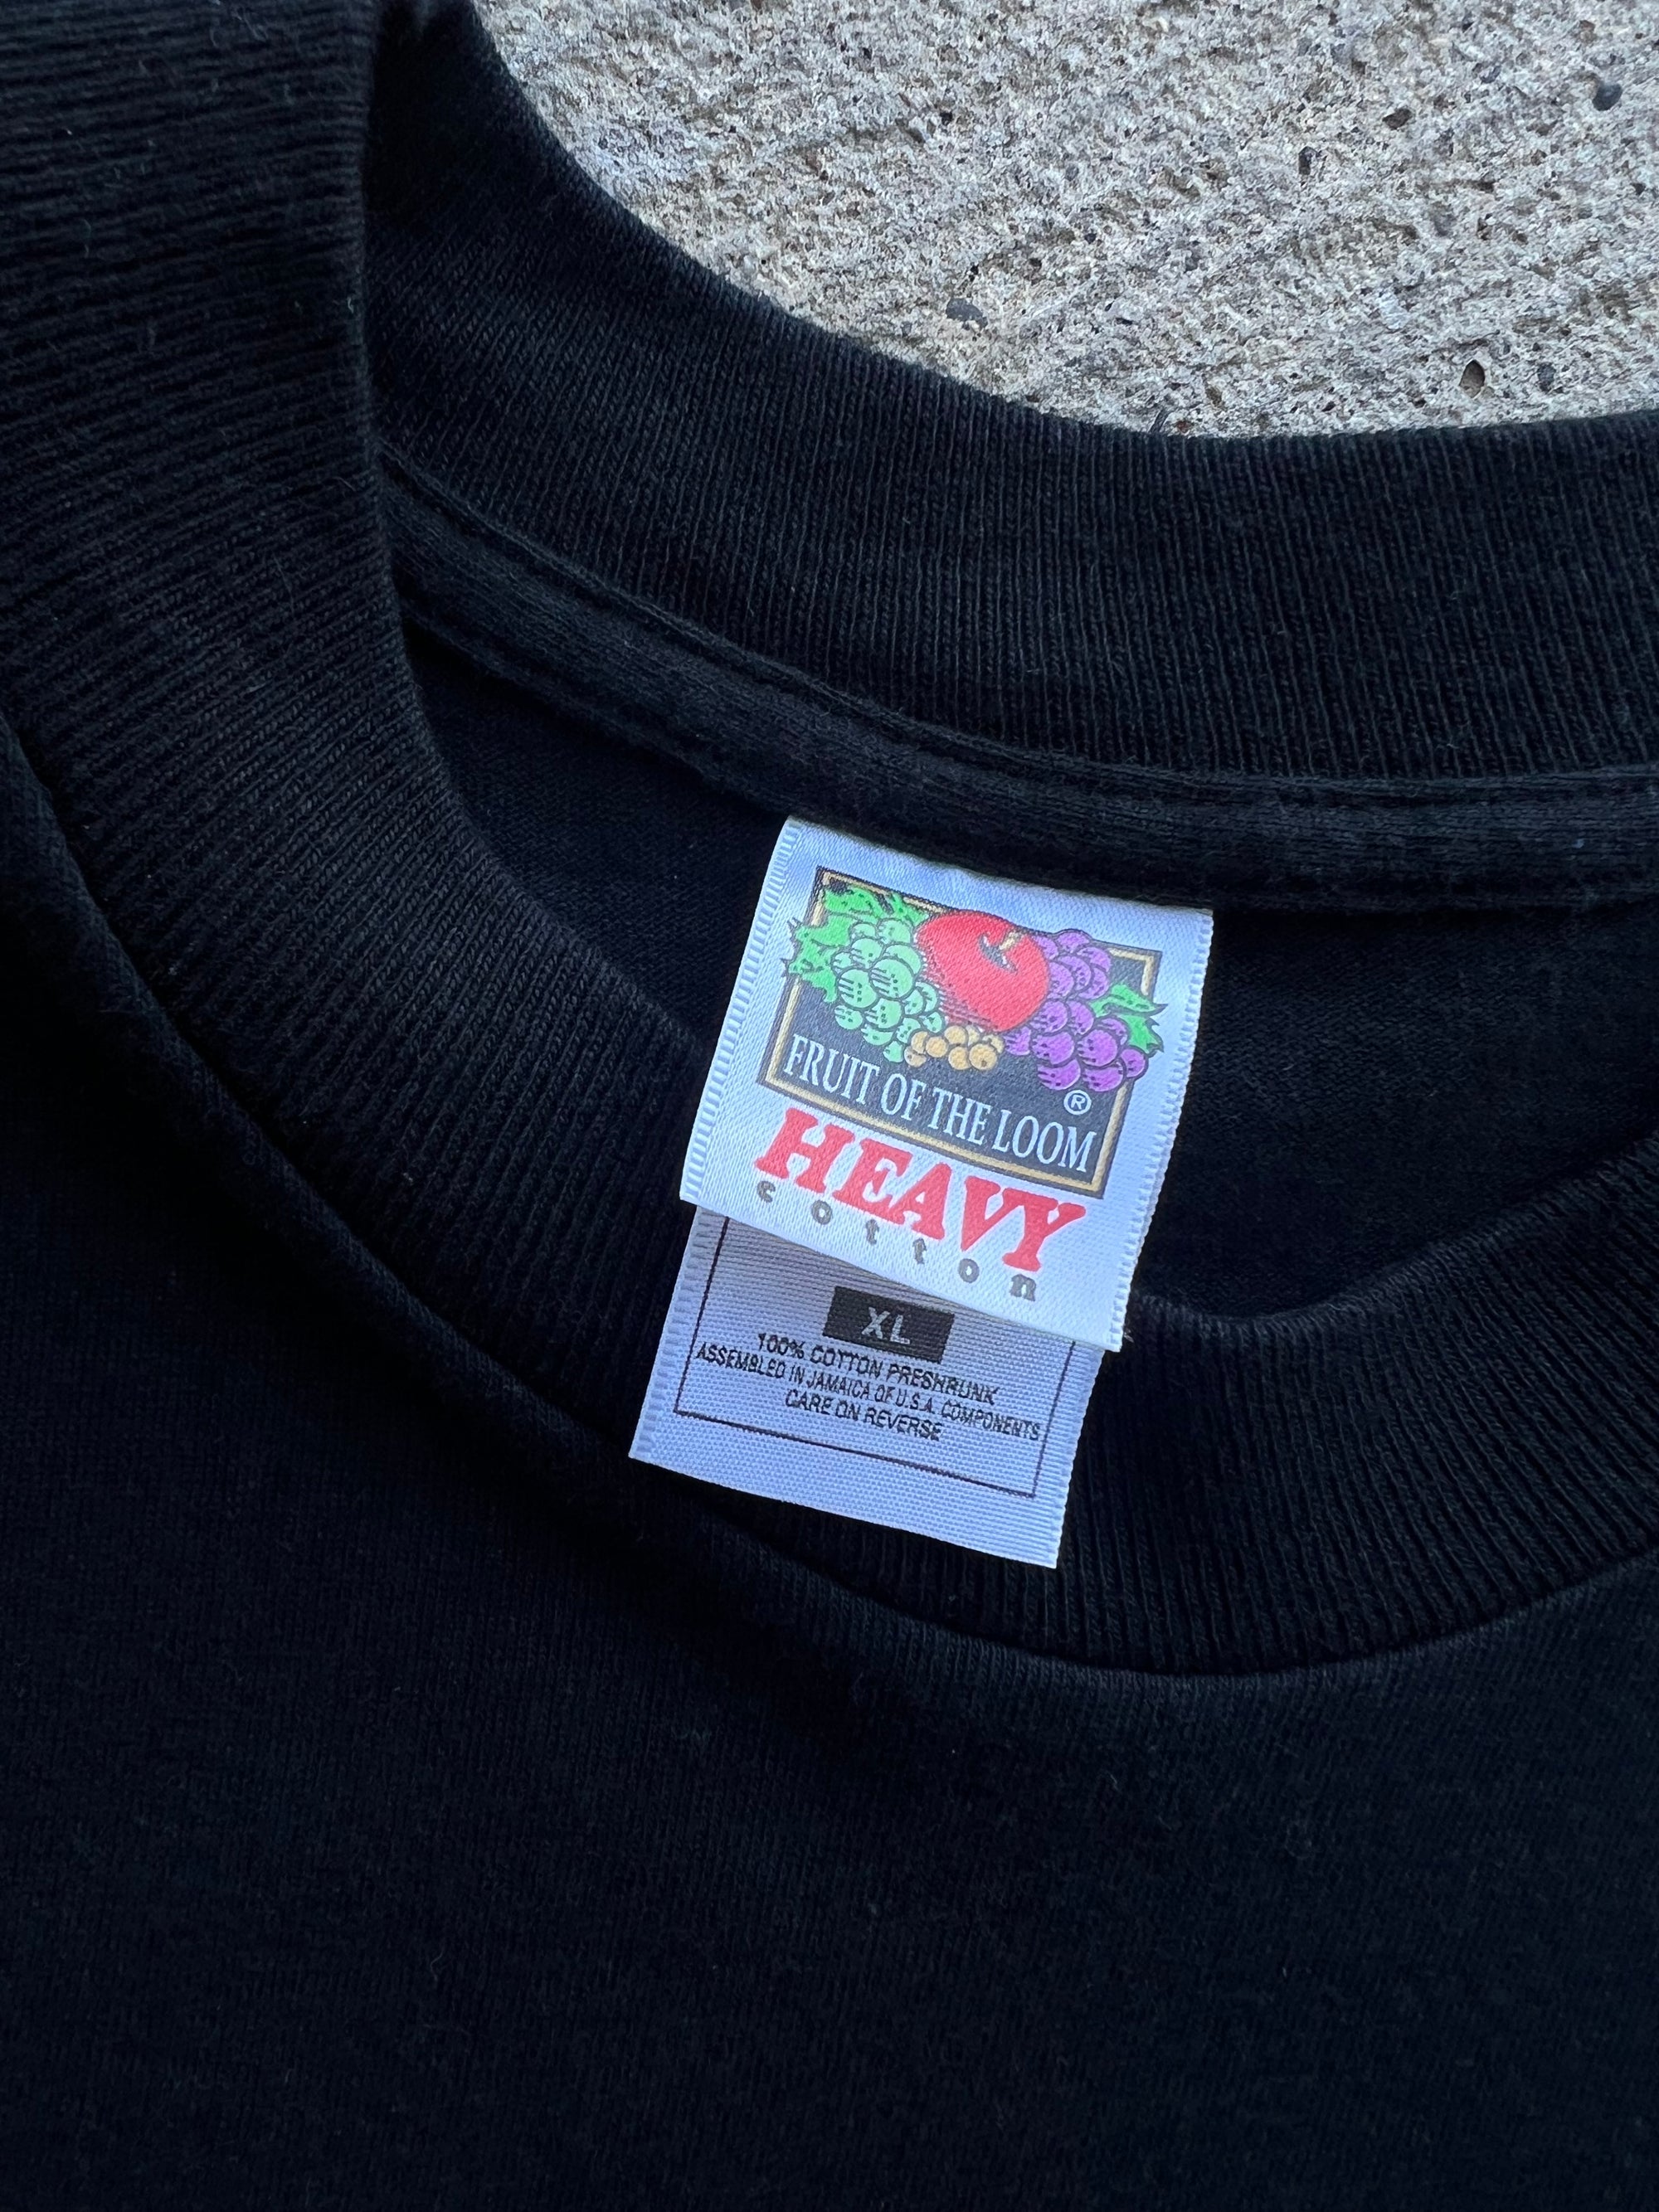 FRUIT OF THE LOOM ®
HEAVY
cotton
XL
100% COTTON PRESHRUNK
ASSEMBLED IN JAMAICA OF U.S.A. COMPONENTS
CARE ON REVERSE